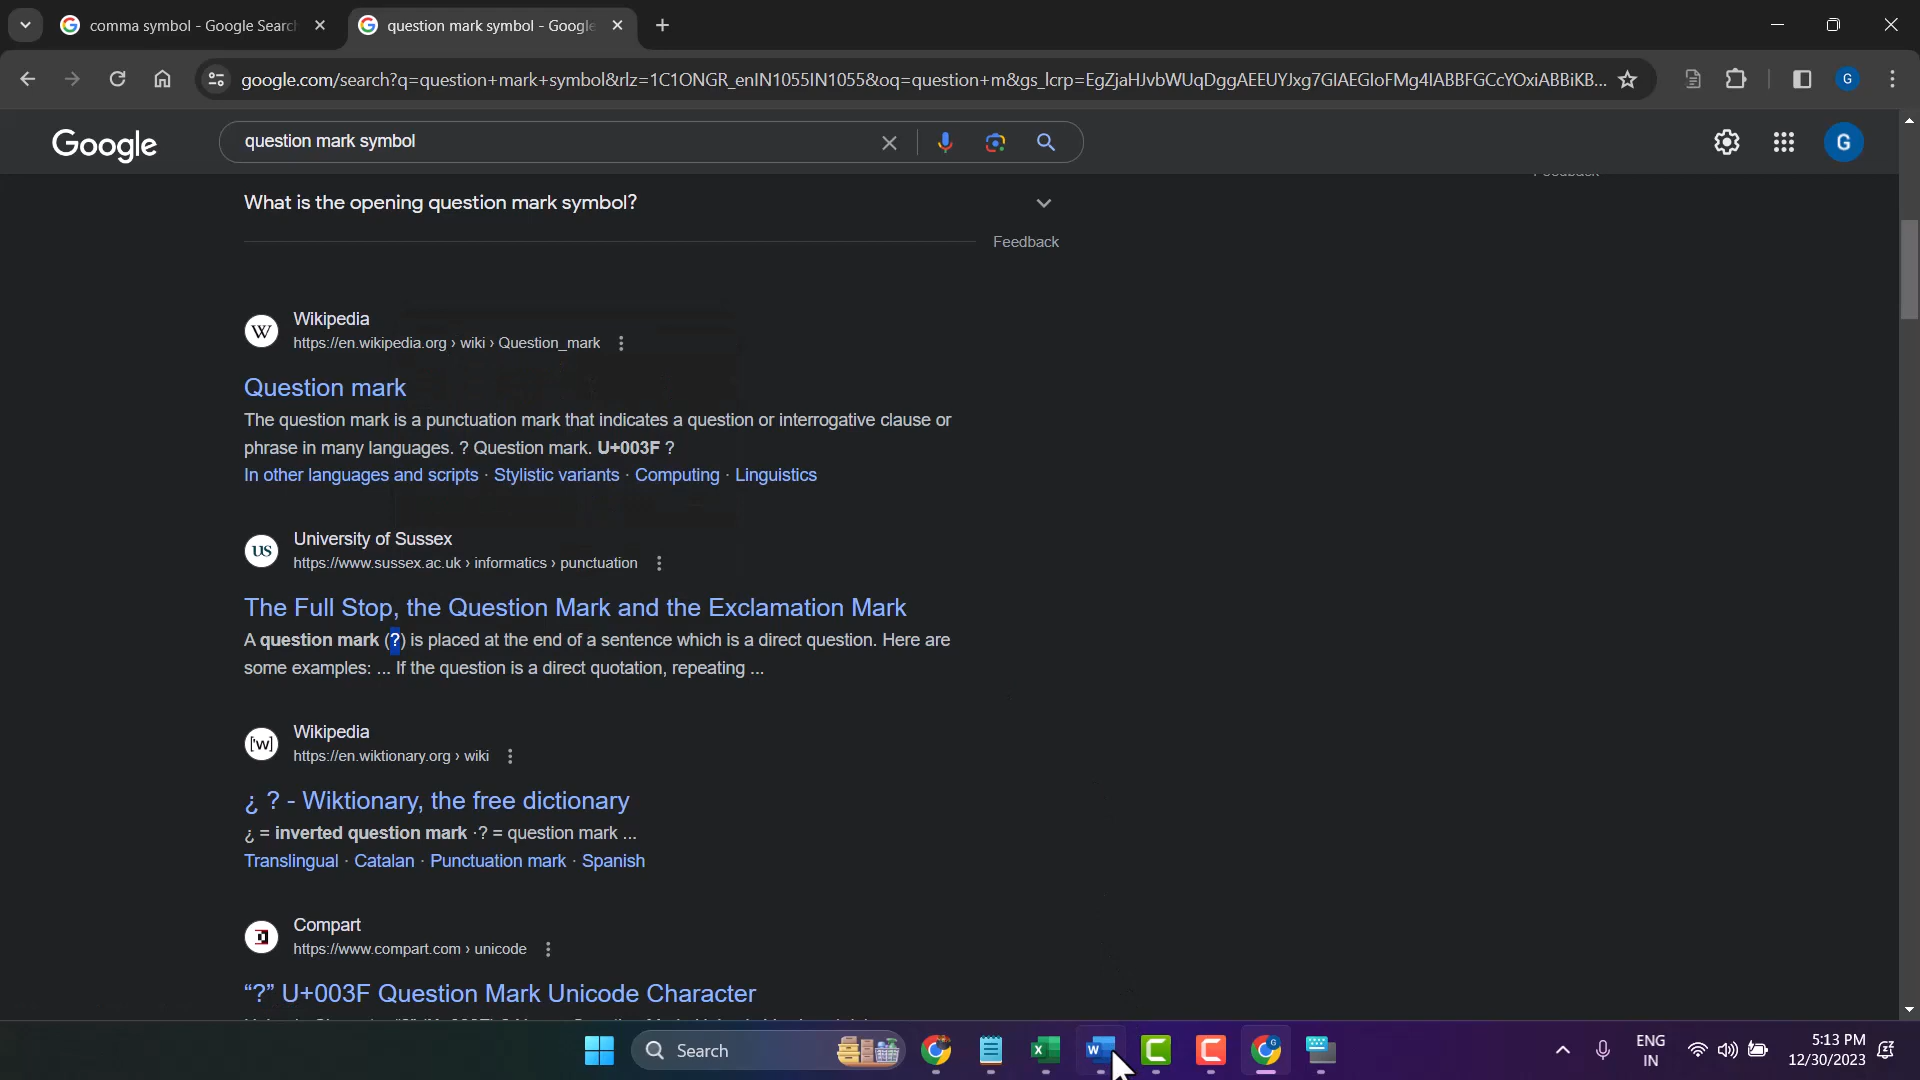 comma symbol - Google Search
question mark symbol - Google
google.com/search?q=question+mark+symbol&rlz=1C1ONGR_enIN1055IN1055&oq=question+m&gs_lcrp=EgZjaHJvbWUqDggAEEUYJxg7GIAEGIoFMg4IABBFGCcYOxiABBiKB...
G
Google
question mark symbol
G
What is the opening question mark symbol?
Feedback
Feedback
W
Wikipedia
https://en.wikipedia.org › wiki › Question_mark
Question mark
The question mark is a punctuation mark that indicates a question or interrogative clause or
phrase in many languages. ? Question mark. U+003F ?
In other languages and scripts · Stylistic variants · Computing · Linguistics
US
University of Sussex
https://www.sussex.ac.uk › informatics › punctuation
The Full Stop, the Question Mark and the Exclamation Mark
A question mark (?) is placed at the end of a sentence which is a direct question. Here are
some examples: ... If the question is a direct quotation, repeating ...
['w]
Wikipedia
https://en.wiktionary.org › wiki
¿ ? - Wiktionary, the free dictionary
¿ = inverted question mark ·? = question mark ...
Translingual · Catalan · Punctuation mark · Spanish
Compart
https://www.compart.com › unicode
“?” U+003F Question Mark Unicode Character
Search
ENG
IN
5:13 PM
12/30/2023